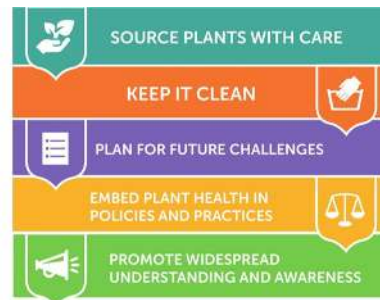 SOURCE PLANTS WITH CARE
KEEP IT CLEAN
PLAN FOR FUTURE CHALLENGES
EMBED PLANT HEALTH IN
POLICIES AND PRACTICES
PROMOTE WIDESPREAD
UNDERSTANDING AND AWARENESS